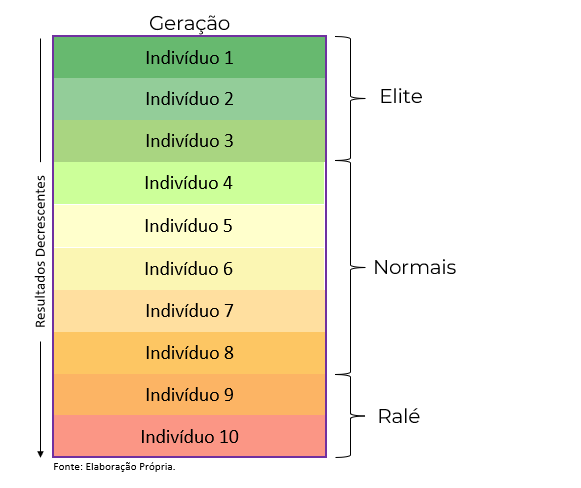 Geração
Indivíduo 1
Indivíduo 2
Indivíduo 3
Indivíduo 4
Indivíduo 5
Indivíduo 6
Indivíduo 7
Indivíduo 8
Indivíduo 9
Indivíduo 10
Resultados Decrescentes
Elite
Normais
Ralé
Fonte: Elaboração Própria.